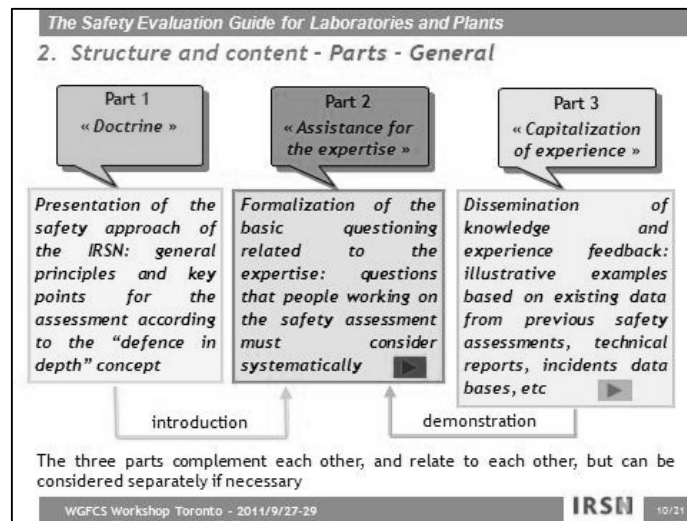 The Safety Evaluation Guide for Laboratories and Plants
2. Structure and content - Parts - General
Part 1
« Doctrine »
Presentation of the
safety approach of
the IRSN: general
principles and key
points for the
assessment according
to the “defence in
depth” concept
Part 2
« Assistance for
the expertise »
Formalization of the
basic questioning
related to the
expertise: questions
that people working on
the safety assessment
must consider
systematically
Part 3
« Capitalization
of experience »
Dissemination of
knowledge and
experience feedback:
illustrative examples
based on existing data
from previous safety
assessments, technical
reports, incidents data
bases, etc
introduction
demonstration
The three parts complement each other, and relate to each other, but can be
considered separately if necessary
WGFCS Workshop Toronto - 2011/9/27-29
IRSN
10/21